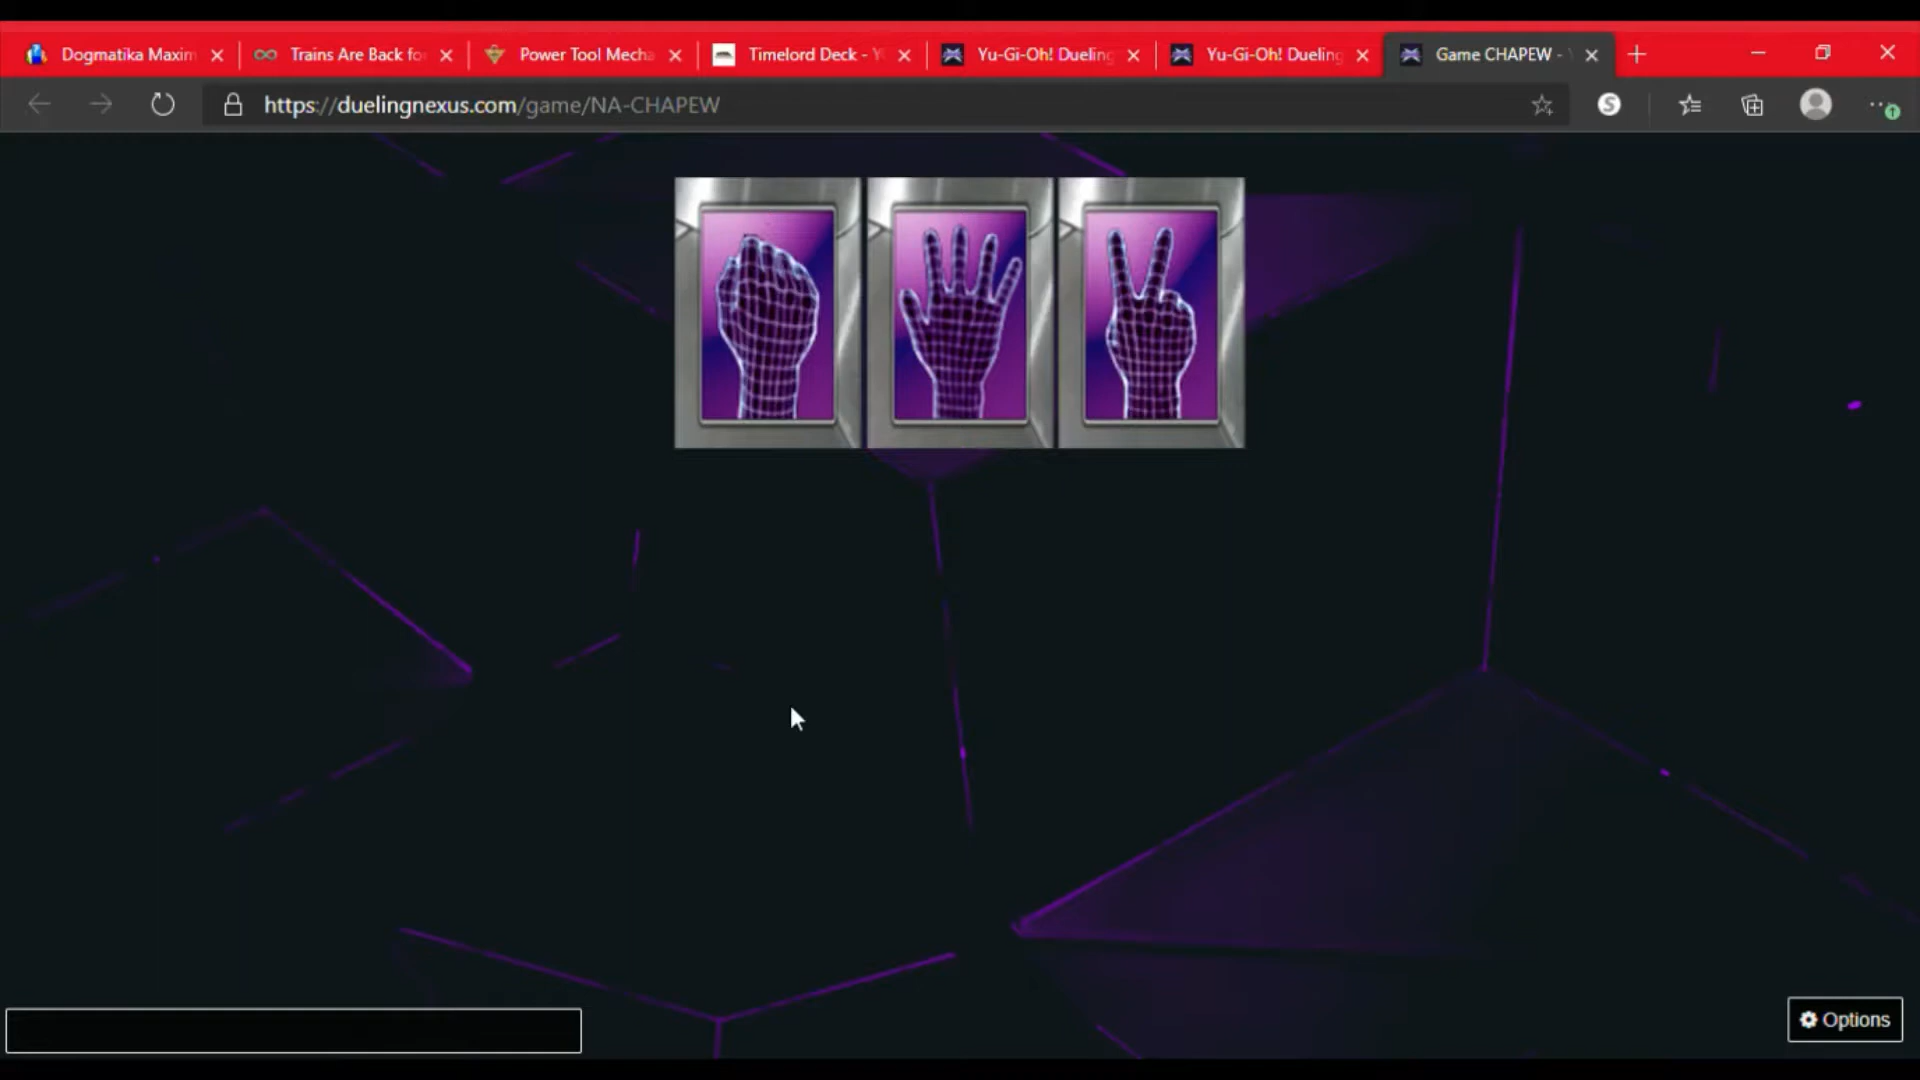 Dogmatika Maxim
Trains Are Back fo
Power Tool Mecha
Timelord Deck - Y
Yu-Gi-Oh! Dueling
Yu-Gi-Oh! Dueling
Game CHAPEW -
https://duelingnexus.com/game/NA-CHAPEW
Options